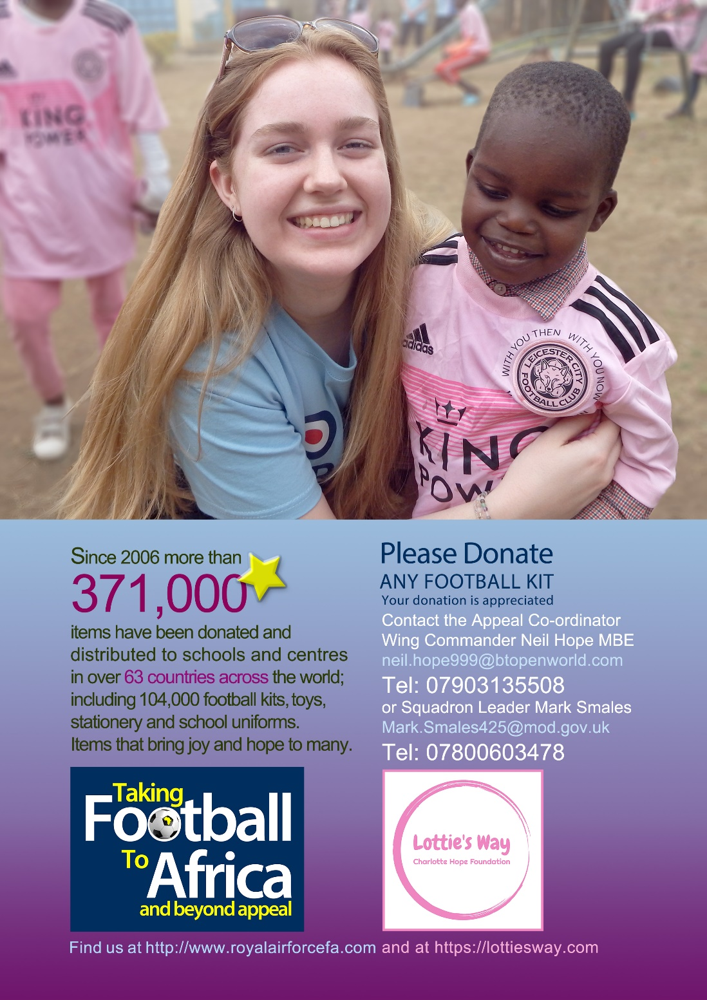 KING
POWER
adidas
WITH YOU THEN WITH YOU NOW
LEICESTER CITY
FOOTBALL CLUB
KING
POW
Since 2006 more than
371,000
items have been donated and
distributed to schools and centres
in over 63 countries across the world;
including 104,000 football kits, toys,
stationery and school uniforms.
Items that bring joy and hope to many.
Please Donate
ANY FOOTBALL KIT
Your donation is appreciated
Contact the Appeal Co-ordinator
Wing Commander Neil Hope MBE
neil.hope999@btopenworld.com
Tel: 07903135508
or Squadron Leader Mark Smales
Mark.Smales425@mod.gov.uk
Tel: 07800603478
Taking
Football
To
Africa
and beyond appeal
Lottie's Way
Charlotte Hope Foundation
Find us at http://www.royalairforcefa.com and at https://lottiesway.com